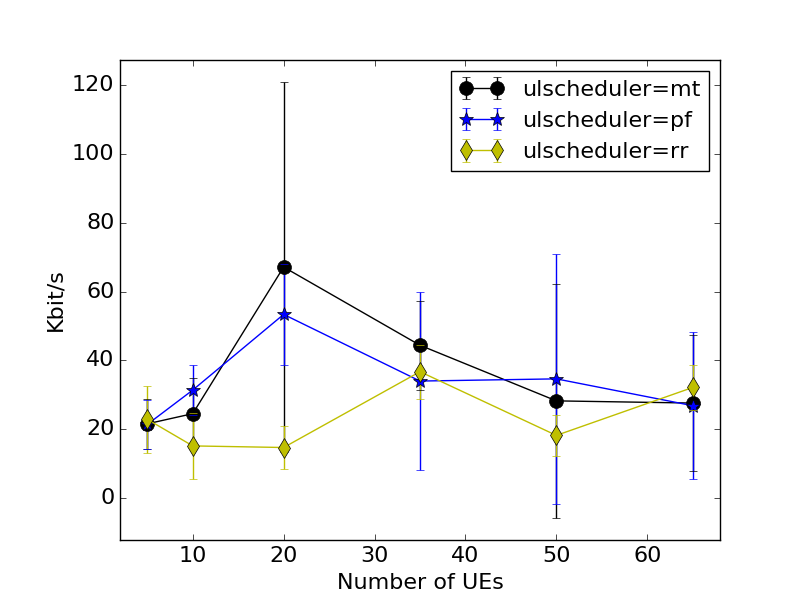 120
100
80
60
40
20
0
Kbit/s
10 20 30 40 50 60
Number of UEs
ulscheduler=mt
ulscheduler=pf
ulscheduler=rr